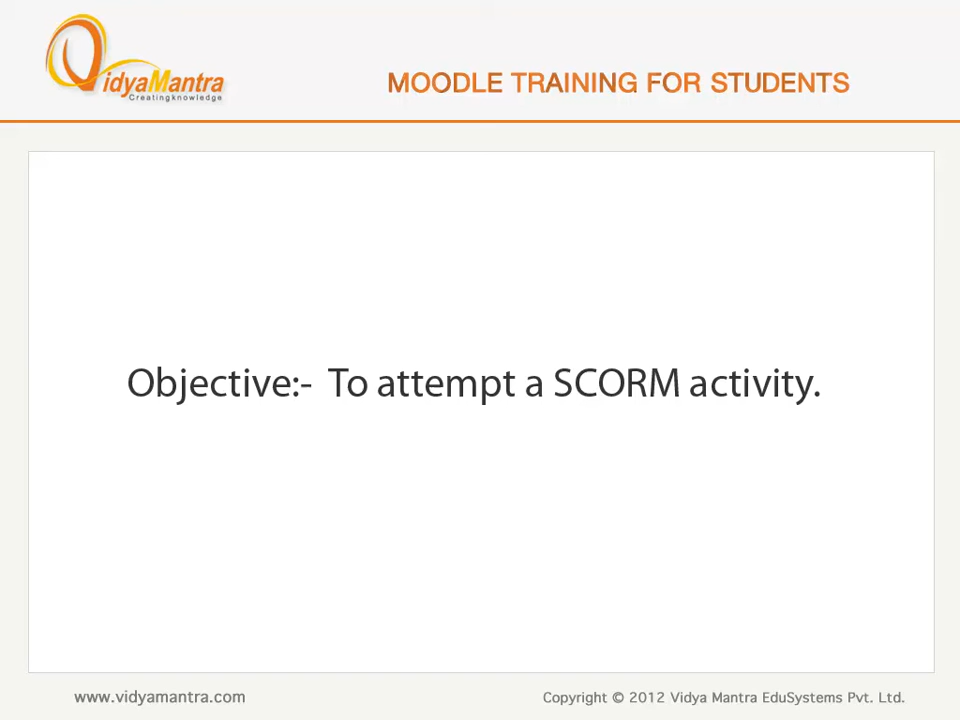 VidyaMantra
Creatingknowledge
MOODLE TRAINING FOR STUDENTS
Objective:- To attempt a SCORM activity.
www.vidyamantra.com
Copyright © 2012 Vidya Mantra EduSystems Pvt. Ltd.